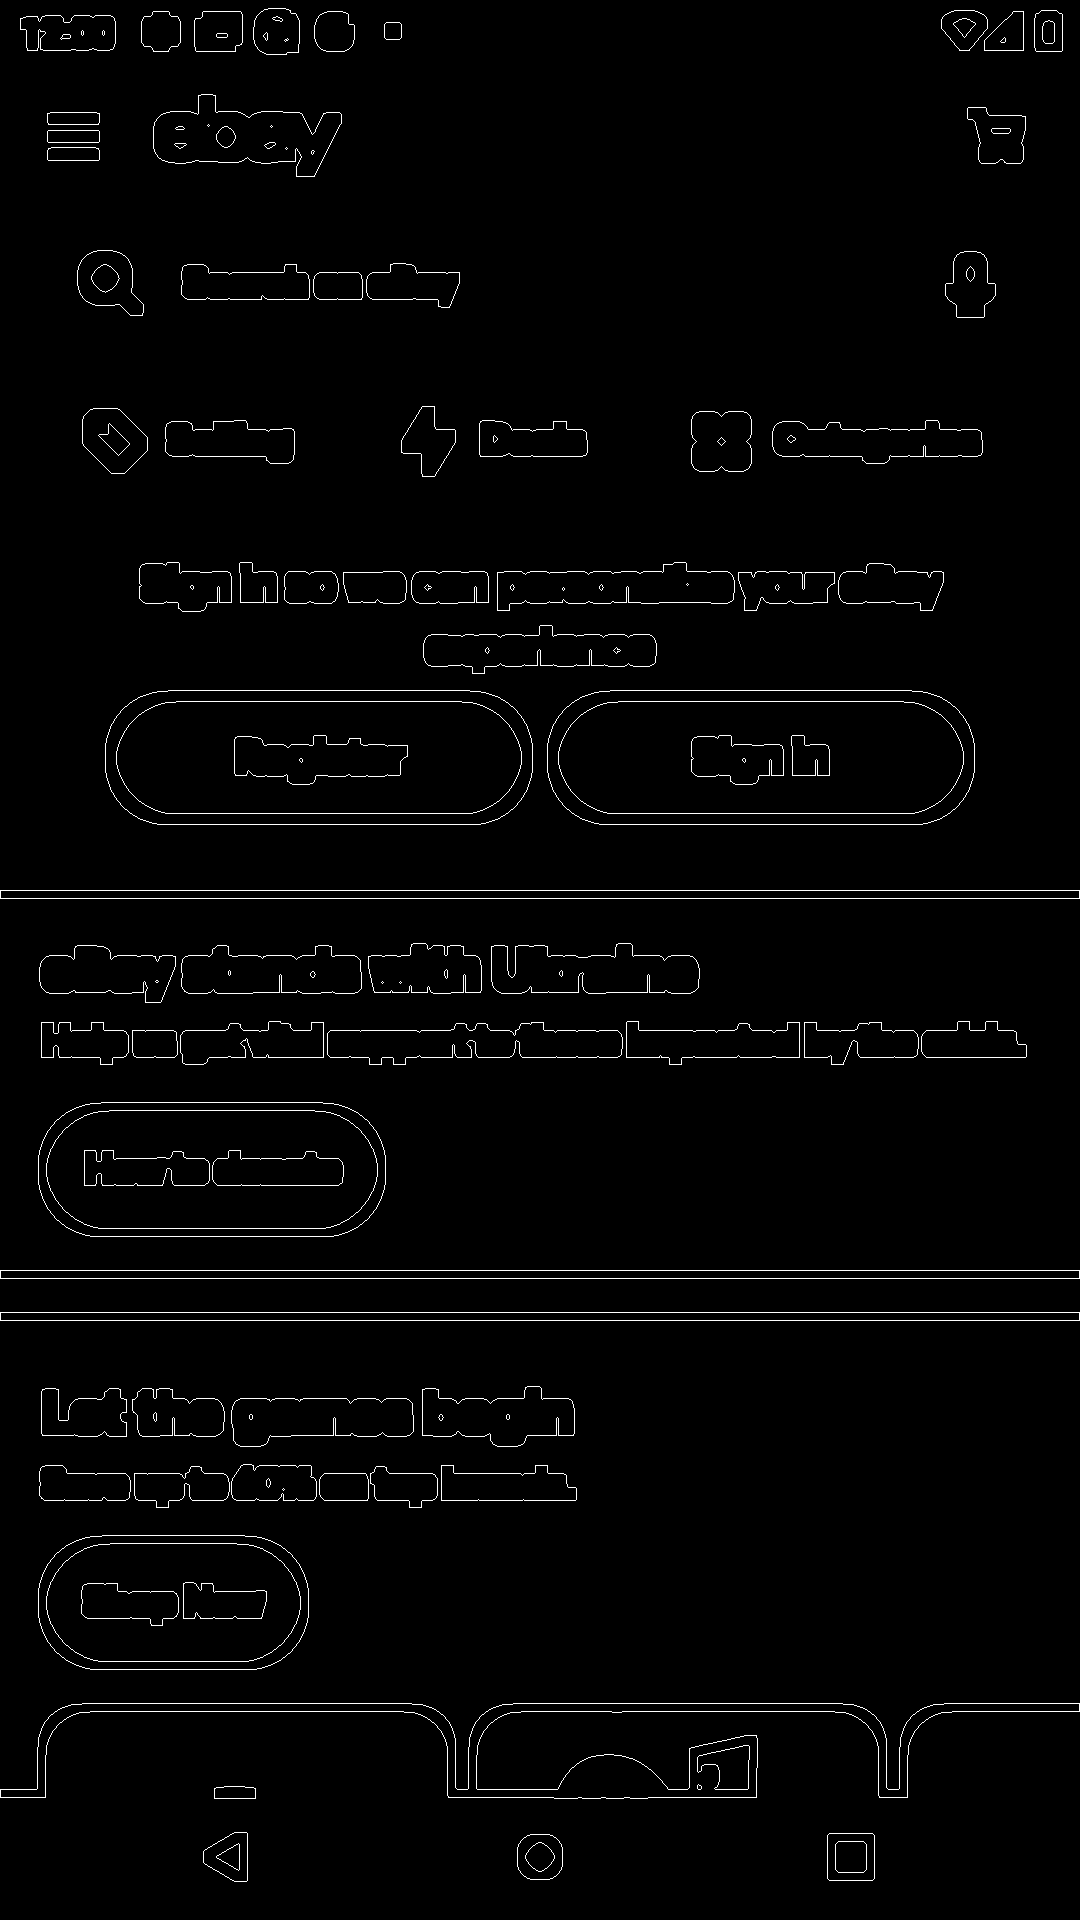 12:00
ebay
Search on eBay
Selling
Deals
Categories
Sign in so we can personalise your eBay
experience
Register
Sign in
eBay stands with Ukraine
Help us get vital support to those impacted by the crisis.
How to donate
Let the games begin
Save up to 40% on top brands.
Shop Now